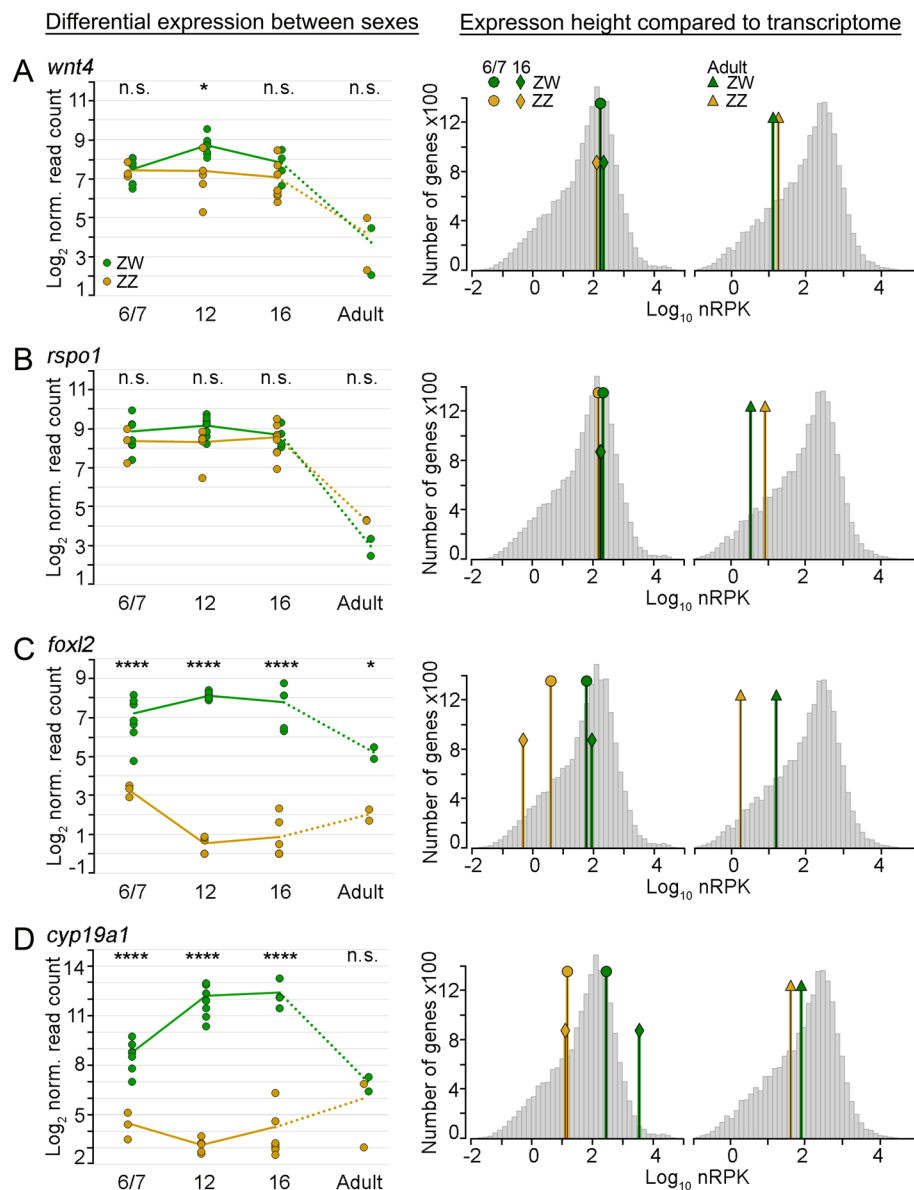 Differential expression between sexes
Expresson height compared to transcriptome
A wnt4
n.s. * n.s. n.s.
Log2 norm. read count
11
9
7
5
3
1
ZW
ZZ
6/7 12 16 Adult
6/7 16
ZW
ZZ
Adult
ZW
ZZ
Number of genes x100
12
8
4
0
-2 0 2 4 0 2 4
Log10 nRPK
B rspo1
n.s. n.s. n.s. n.s.
Log2 norm. read count
11
9
7
5
3
1
6/7 12 16 Adult
Number of genes x100
12
8
4
0
-2 0 2 4 0 2 4
Log10 nRPK
C foxl2
**** **** **** *
Log2 norm. read count
9
7
5
3
1
-1
6/7 12 16 Adult
Number of genes x100
12
8
4
0
-2 0 2 4 0 2 4
Log10 nRPK
D cyp19a1
**** **** **** n.s.
Log2 norm. read count
14
11
8
5
2
6/7 12 16 Adult
Number of genes x100
12
8
4
0
-2 0 2 4 0 2 4
Log10 nRPK